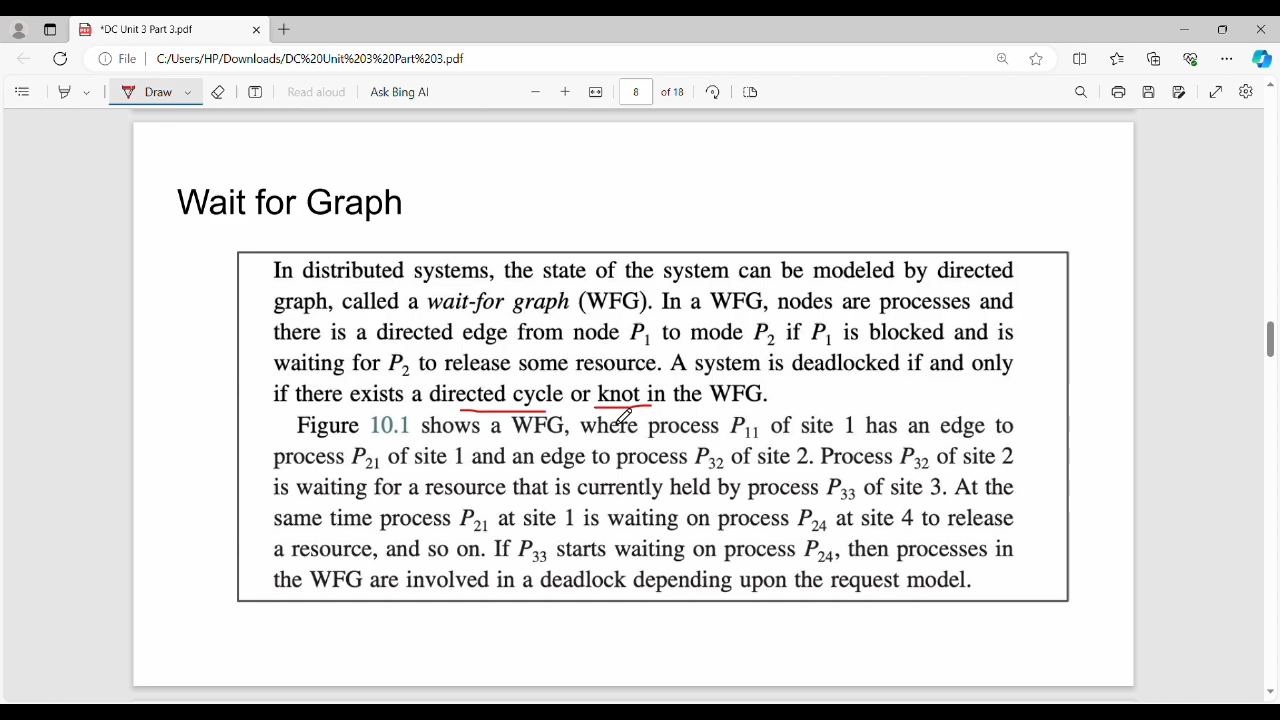 *DC Unit 3 Part 3.pdf
File C:/Users/HP/Downloads/DC%20Unit%203%20Part%203.pdf
Draw Read aloud Ask Bing AI 8 of 18
Wait for Graph
In distributed systems, the state of the system can be modeled by directed
graph, called a wait-for graph (WFG). In a WFG, nodes are processes and
there is a directed edge from node P1 to mode P2 if P1 is blocked and is
waiting for P2 to release some resource. A system is deadlocked if and only
if there exists a directed cycle or knot in the WFG.
Figure 10.1 shows a WFG, where process P11 of site 1 has an edge to
process P21 of site 1 and an edge to process P32 of site 2. Process P32 of site 2
is waiting for a resource that is currently held by process P33 of site 3. At the
same time process P21 at site 1 is waiting on process P24 at site 4 to release
a resource, and so on. If P33 starts waiting on process P24, then processes in
the WFG are involved in a deadlock depending upon the request model.